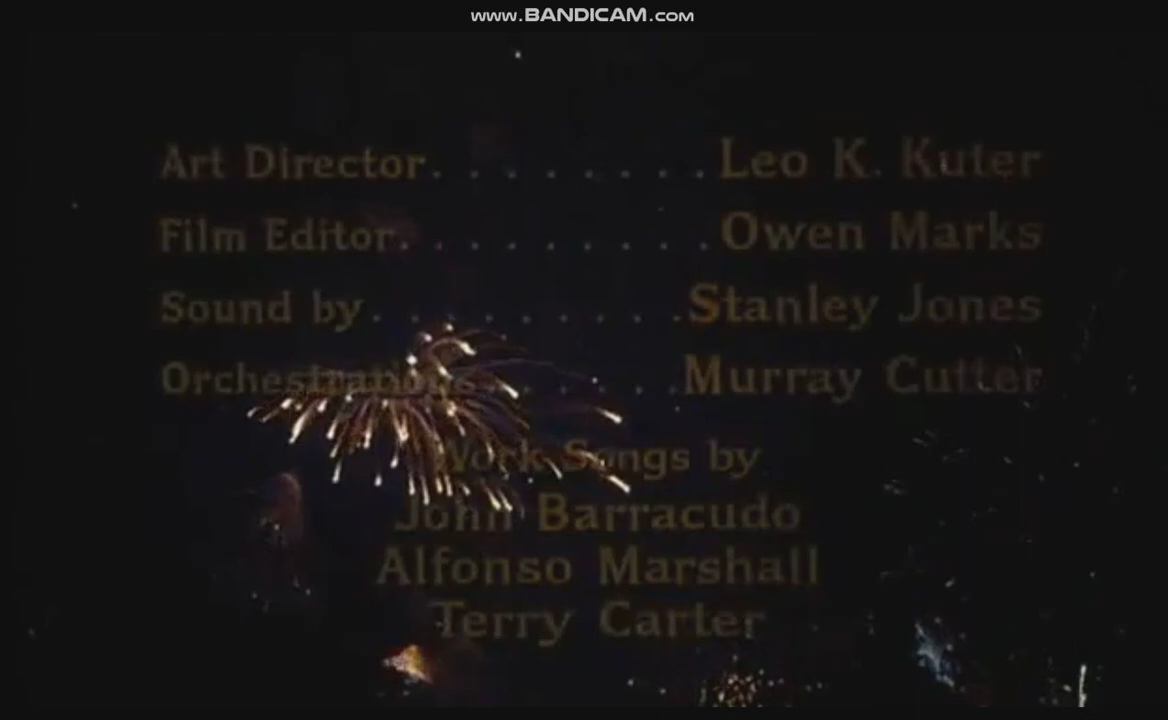 www.BANDICAM.com
Art Director. . . . . . . . Leo K. Kuter
Film Editor. . . . . . . . . Owen Marks
Sound by. . . . . . . . . Stanley Jones
Orchestrations. . . . . Murray Cutter
Work Songs by
John Barracudo
Alfonso Marshall
Terry Carter